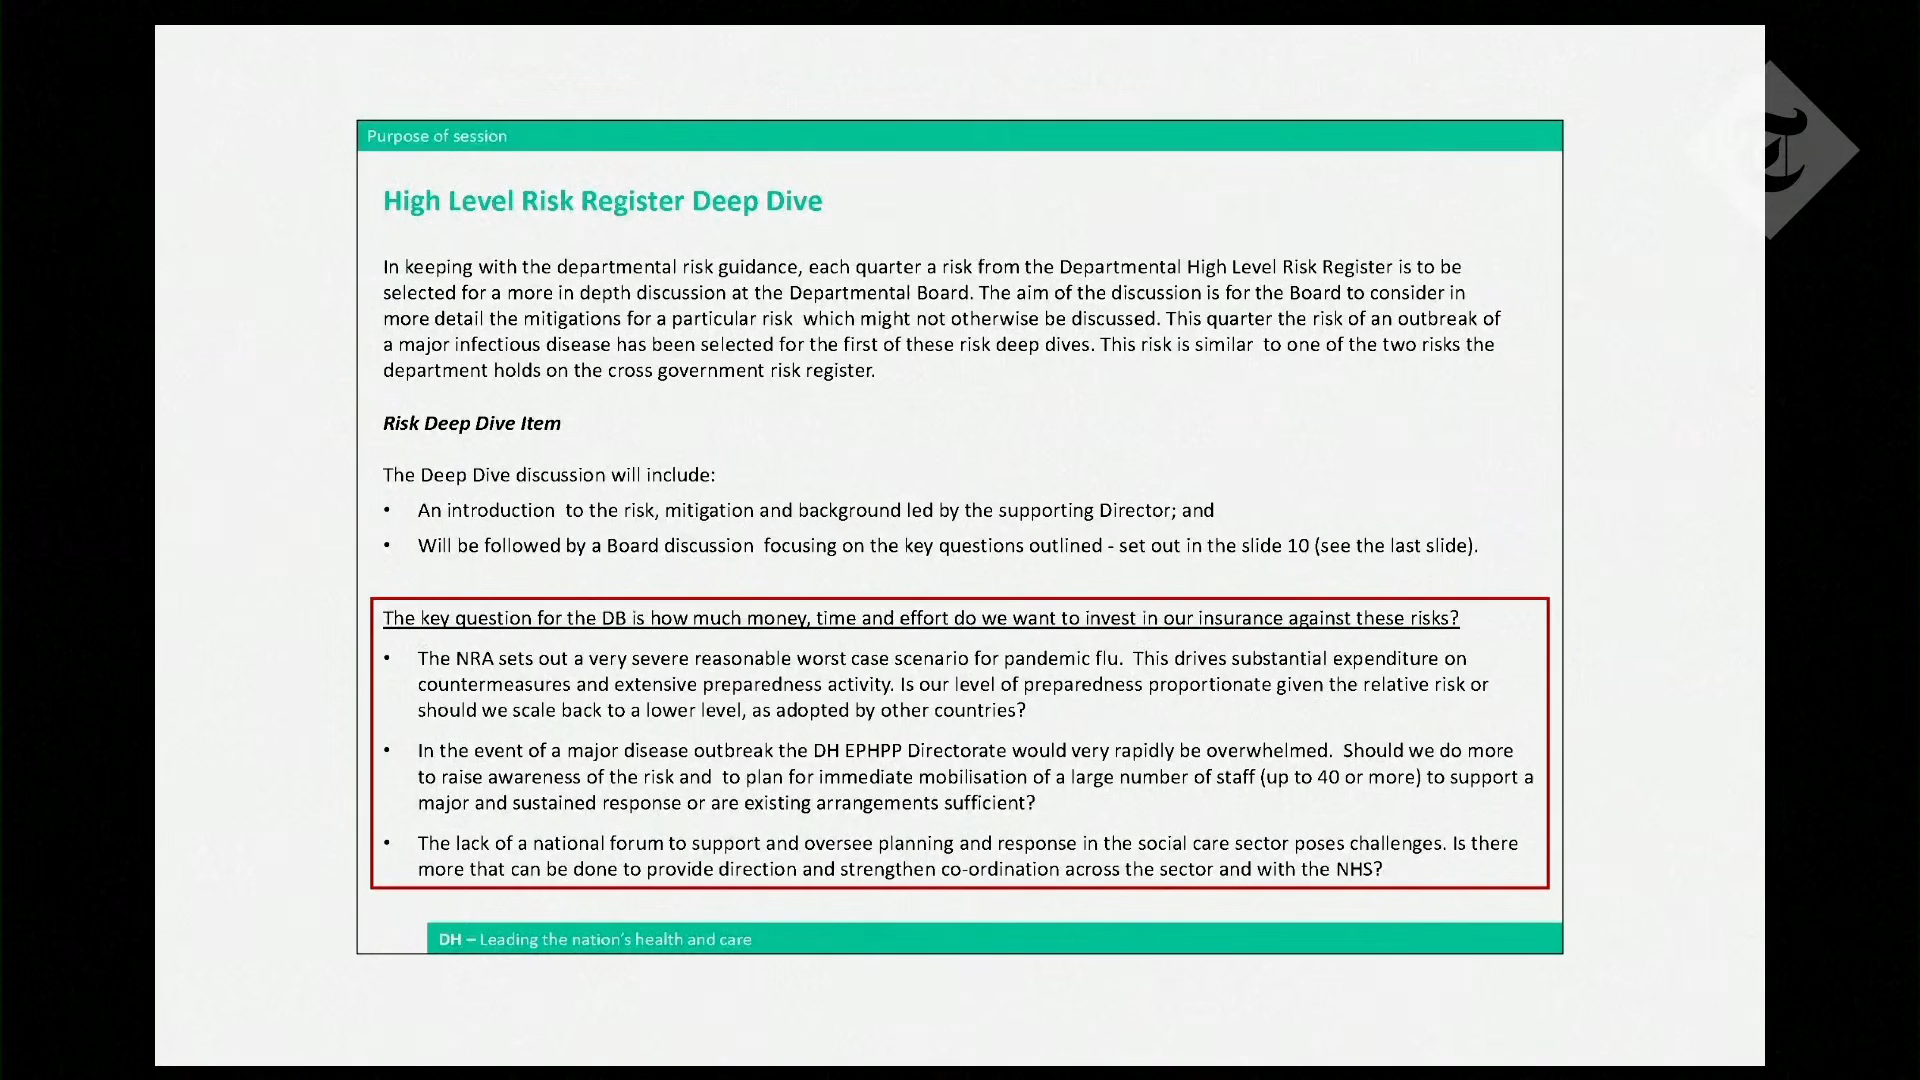 Purpose of session
High Level Risk Register Deep Dive
In keeping with the departmental risk guidance, each quarter a risk from the Departmental High Level Risk Register is to be
selected for a more in depth discussion at the Departmental Board. The aim of the discussion is for the Board to consider in
more detail the mitigations for a particular risk which might not otherwise be discussed. This quarter the risk of an outbreak of
a major infectious disease has been selected for the first of these risk deep dives. This risk is similar to one of the two risks the
department holds on the cross government risk register.
Risk Deep Dive Item
The Deep Dive discussion will include:
• An introduction to the risk, mitigation and background led by the supporting Director; and
• Will be followed by a Board discussion focusing on the key questions outlined - set out in the slide 10 (see the last slide).
The key question for the DB is how much money, time and effort do we want to invest in our insurance against these risks?
• The NRA sets out a very severe reasonable worst case scenario for pandemic flu. This drives substantial expenditure on
countermeasures and extensive preparedness activity. Is our level of preparedness proportionate given the relative risk or
should we scale back to a lower level, as adopted by other countries?
• In the event of a major disease outbreak the DH EPHPP Directorate would very rapidly be overwhelmed. Should we do more
to raise awareness of the risk and to plan for immediate mobilisation of a large number of staff (up to 40 or more) to support a
major and sustained response or are existing arrangements sufficient?
• The lack of a national forum to support and oversee planning and response in the social care sector poses challenges. Is there
more that can be done to provide direction and strengthen co-ordination across the sector and with the NHS?
DH – Leading the nation's health and care
T